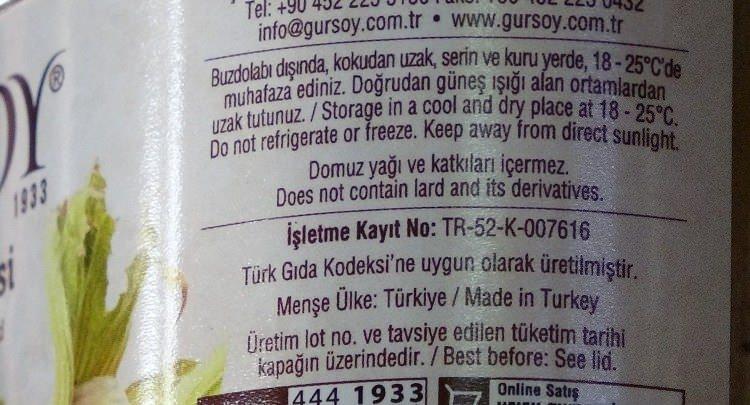 info@gursoy.com.tr • www.gursoy.com.tr
Buzdolabı dışında, kokudan uzak, serin ve kuru yerde, 18 - 25°C'de
muhafaza ediniz. Doğrudan güneş ışığı alan ortamlardan
uzak tutunuz. / Storage in a cool and dry place at 18 - 25°C.
Do not refrigerate or freeze. Keep away from direct sunlight.
Domuz yağı ve katkıları içermez.
Does not contain lard and its derivatives.
İşletme Kayıt No: TR-52-K-007616
Türk Gıda Kodeksi'ne uygun olarak üretilmiştir.
Menşe Ülke: Türkiye / Made in Turkey
Üretim lot no. ve tavsiye edilen tüketim tarihi
kapağın üzerindedir. / Best before: See lid.
444 1933
Online Satış
OY®
1933
si